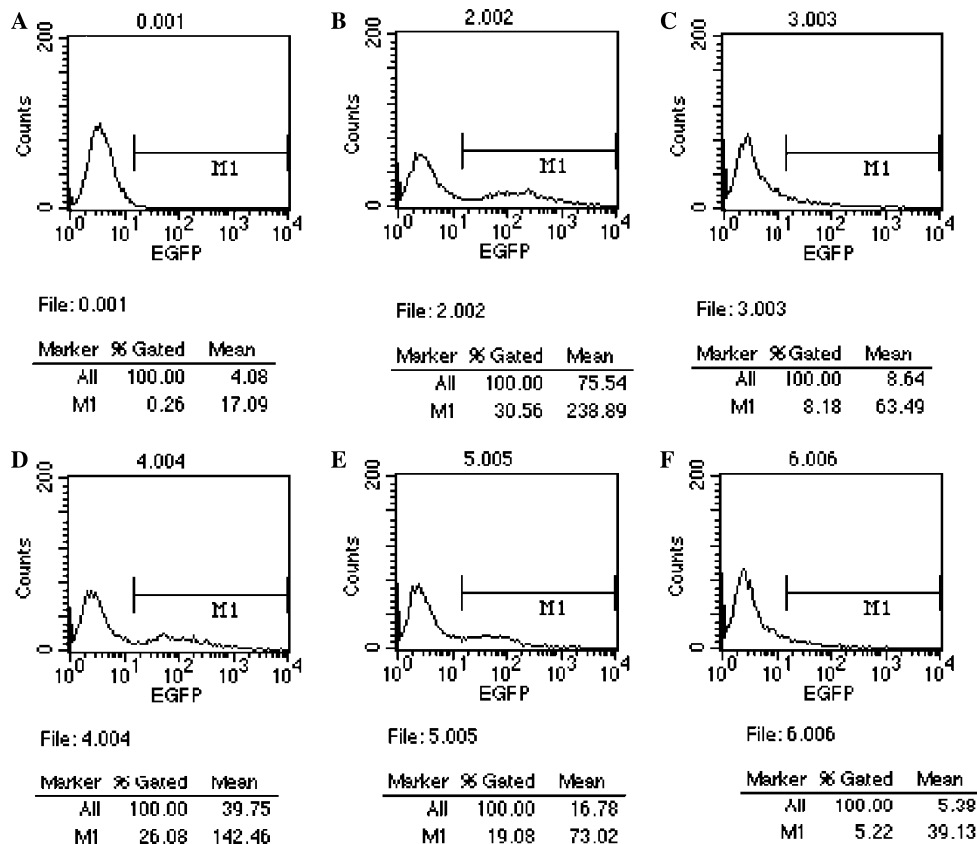 A
0.001
200
Counts
M1
0
10^0 10^1 10^2 10^3 10^4
EGFP
File: 0.001
Marker % Gated Mean
All 100.00 4.08
M1 0.26 17.09
B
2.002
200
Counts
M1
0
10^0 10^1 10^2 10^3 10^4
EGFP
File: 2.002
Marker % Gated Mean
All 100.00 75.54
M1 30.56 238.89
C
3.003
200
Counts
M1
0
10^0 10^1 10^2 10^3 10^4
EGFP
File: 3.003
Marker % Gated Mean
All 100.00 8.64
M1 8.18 63.49
D
4.004
200
Counts
M1
0
10^0 10^1 10^2 10^3 10^4
EGFP
File: 4.004
Marker % Gated Mean
All 100.00 39.75
M1 26.08 142.46
E
5.005
200
Counts
M1
0
10^0 10^1 10^2 10^3 10^4
EGFP
File: 5.005
Marker % Gated Mean
All 100.00 16.78
M1 19.08 73.02
F
6.006
200
Counts
M1
0
10^0 10^1 10^2 10^3 10^4
EGFP
File: 6.006
Marker % Gated Mean
All 100.00 5.38
M1 5.22 39.13